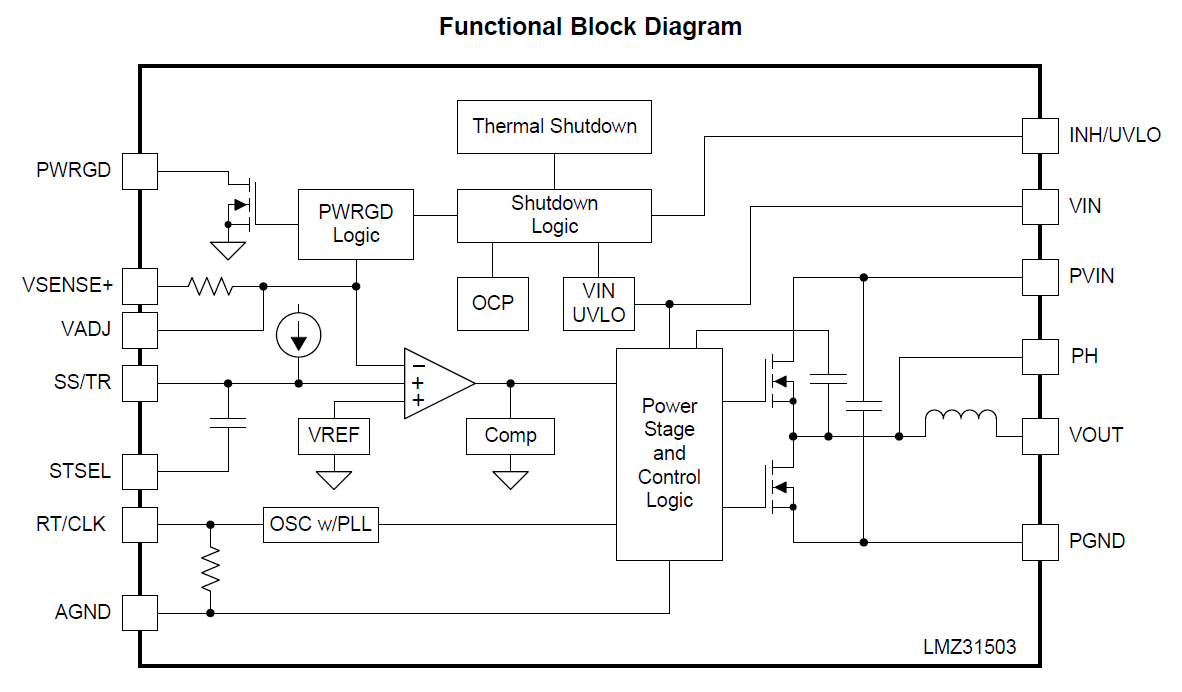 Functional Block Diagram
Thermal Shutdown
INH/UVLO
PWRGD
PWRGD
Logic
Shutdown
Logic
VIN
VSENSE+
OCP
VIN
UVLO
PVIN
VADJ
PH
SS/TR
−
+
+
Power
Stage
and
Control
Logic
VREF
Comp
VOUT
STSEL
RT/CLK
OSC w/PLL
PGND
AGND
LMZ31503